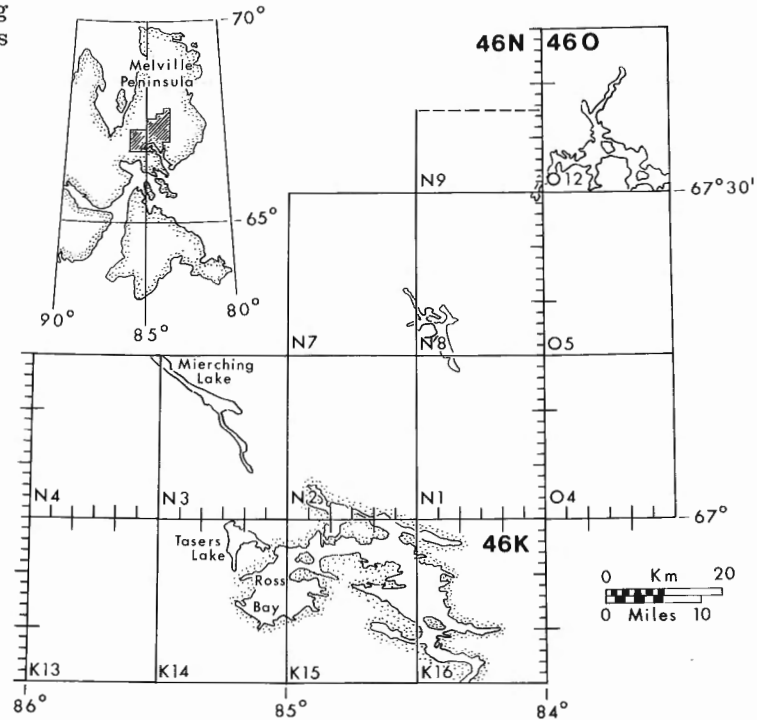 g
s
70°
Melville
Peninsula
65°
90°
85°
80°
46N
46O
N9
O12
67°30'
N7
N8
O5
Mierching
Lake
N4
N3
N2
N1
O4
67°
Tasers
Lake
46K
Ross
Bay
0 Km 20
0 Miles 10
K13
K14
K15
K16
86°
85°
84°